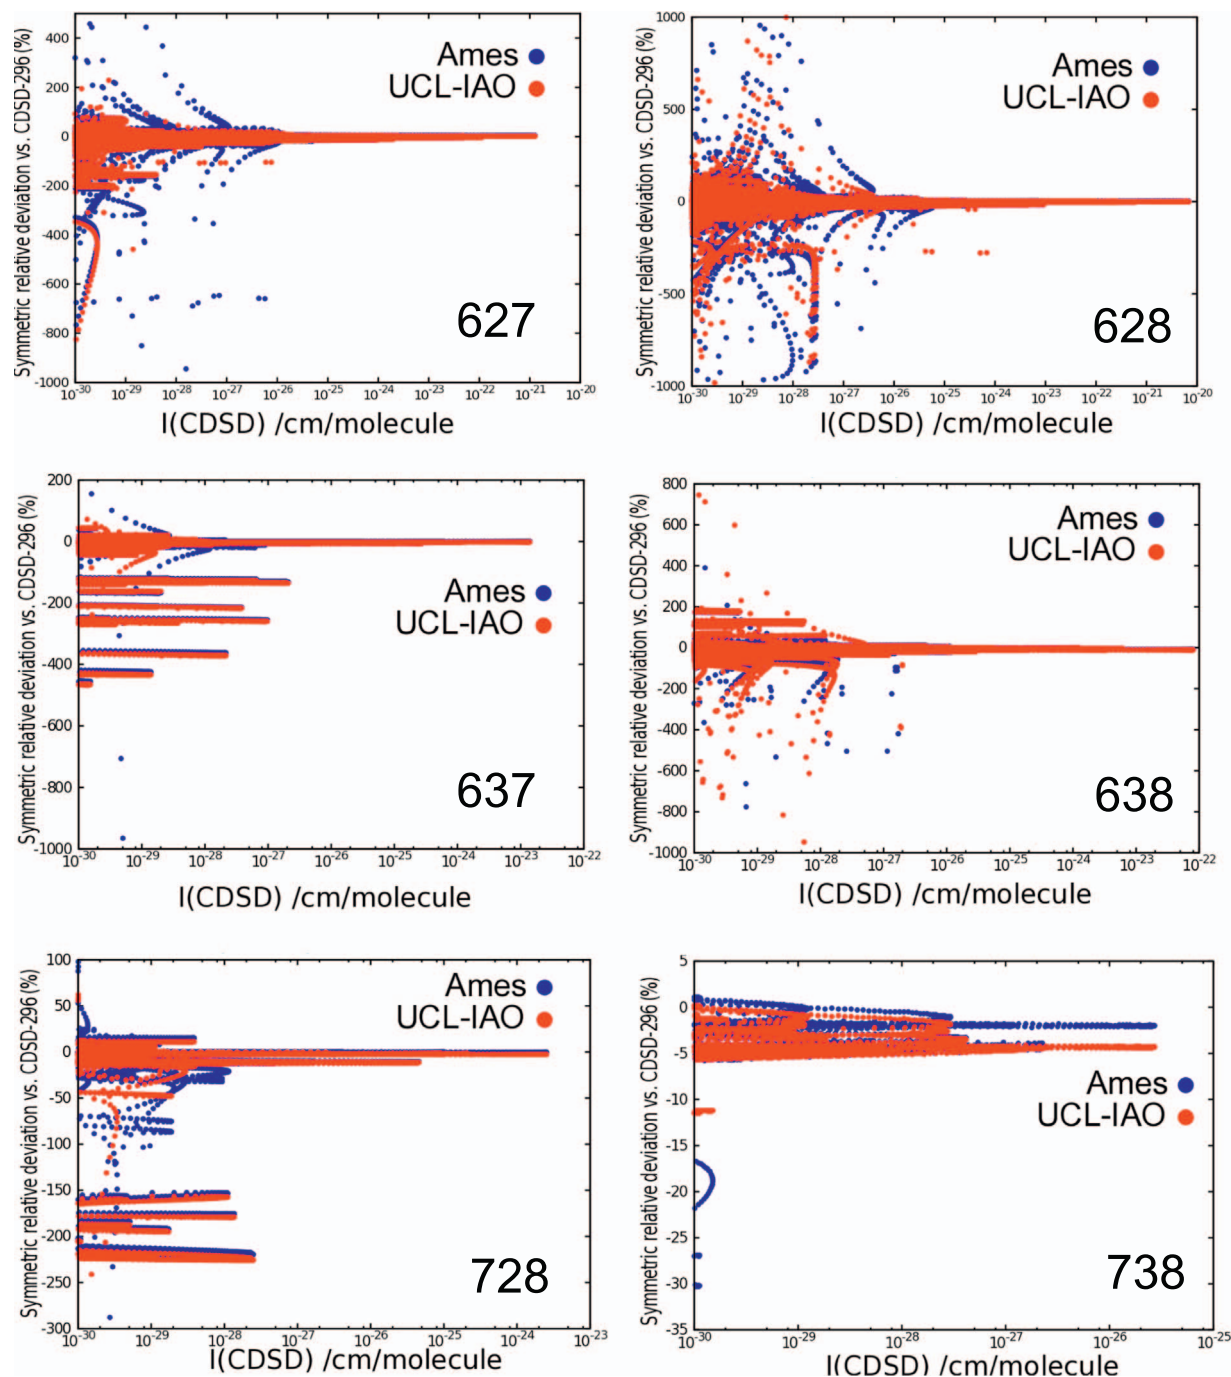 Symmetric relative deviation vs. CDSD-296 (%)
400
200
0
-200
-400
-600
-800
-1000
Ames
UCL-IAO
627
10⁻³⁰ 10⁻²⁹ 10⁻²⁸ 10⁻²⁷ 10⁻²⁶ 10⁻²⁵ 10⁻²⁴ 10⁻²³ 10⁻²² 10⁻²¹ 10⁻²⁰
I(CDSD) /cm/molecule
Symmetric relative deviation vs. CDSD-296 (%)
1000
500
0
-500
-1000
Ames
UCL-IAO
628
10⁻³⁰ 10⁻²⁹ 10⁻²⁸ 10⁻²⁷ 10⁻²⁶ 10⁻²⁵ 10⁻²⁴ 10⁻²³ 10⁻²² 10⁻²¹ 10⁻²⁰
I(CDSD) /cm/molecule
Symmetric relative deviation vs. CDSD-296 (%)
200
100
0
-100
-200
-400
-600
-800
-1000
Ames
UCL-IAO
637
10⁻³⁰ 10⁻²⁹ 10⁻²⁸ 10⁻²⁷ 10⁻²⁶ 10⁻²⁵ 10⁻²⁴ 10⁻²³ 10⁻²²
I(CDSD) /cm/molecule
Symmetric relative deviation vs. CDSD-296 (%)
800
600
400
200
0
-200
-400
-600
-800
-1000
Ames
UCL-IAO
638
10⁻³⁰ 10⁻²⁹ 10⁻²⁸ 10⁻²⁷ 10⁻²⁶ 10⁻²⁵ 10⁻²⁴ 10⁻²³ 10⁻²²
I(CDSD) /cm/molecule
Symmetric relative deviation vs. CDSD-296 (%)
100
50
0
-50
-100
-150
-200
-250
-300
Ames
UCL-IAO
728
10⁻³⁰ 10⁻²⁹ 10⁻²⁸ 10⁻²⁷ 10⁻²⁶ 10⁻²⁵ 10⁻²⁴ 10⁻²³
I(CDSD) /cm/molecule
Symmetric relative deviation vs. CDSD-296 (%)
5
0
-5
-10
-15
-20
-25
-30
-35
Ames
UCL-IAO
738
10⁻³⁰ 10⁻²⁹ 10⁻²⁸ 10⁻²⁷ 10⁻²⁶ 10⁻²⁵
I(CDSD) /cm/molecule